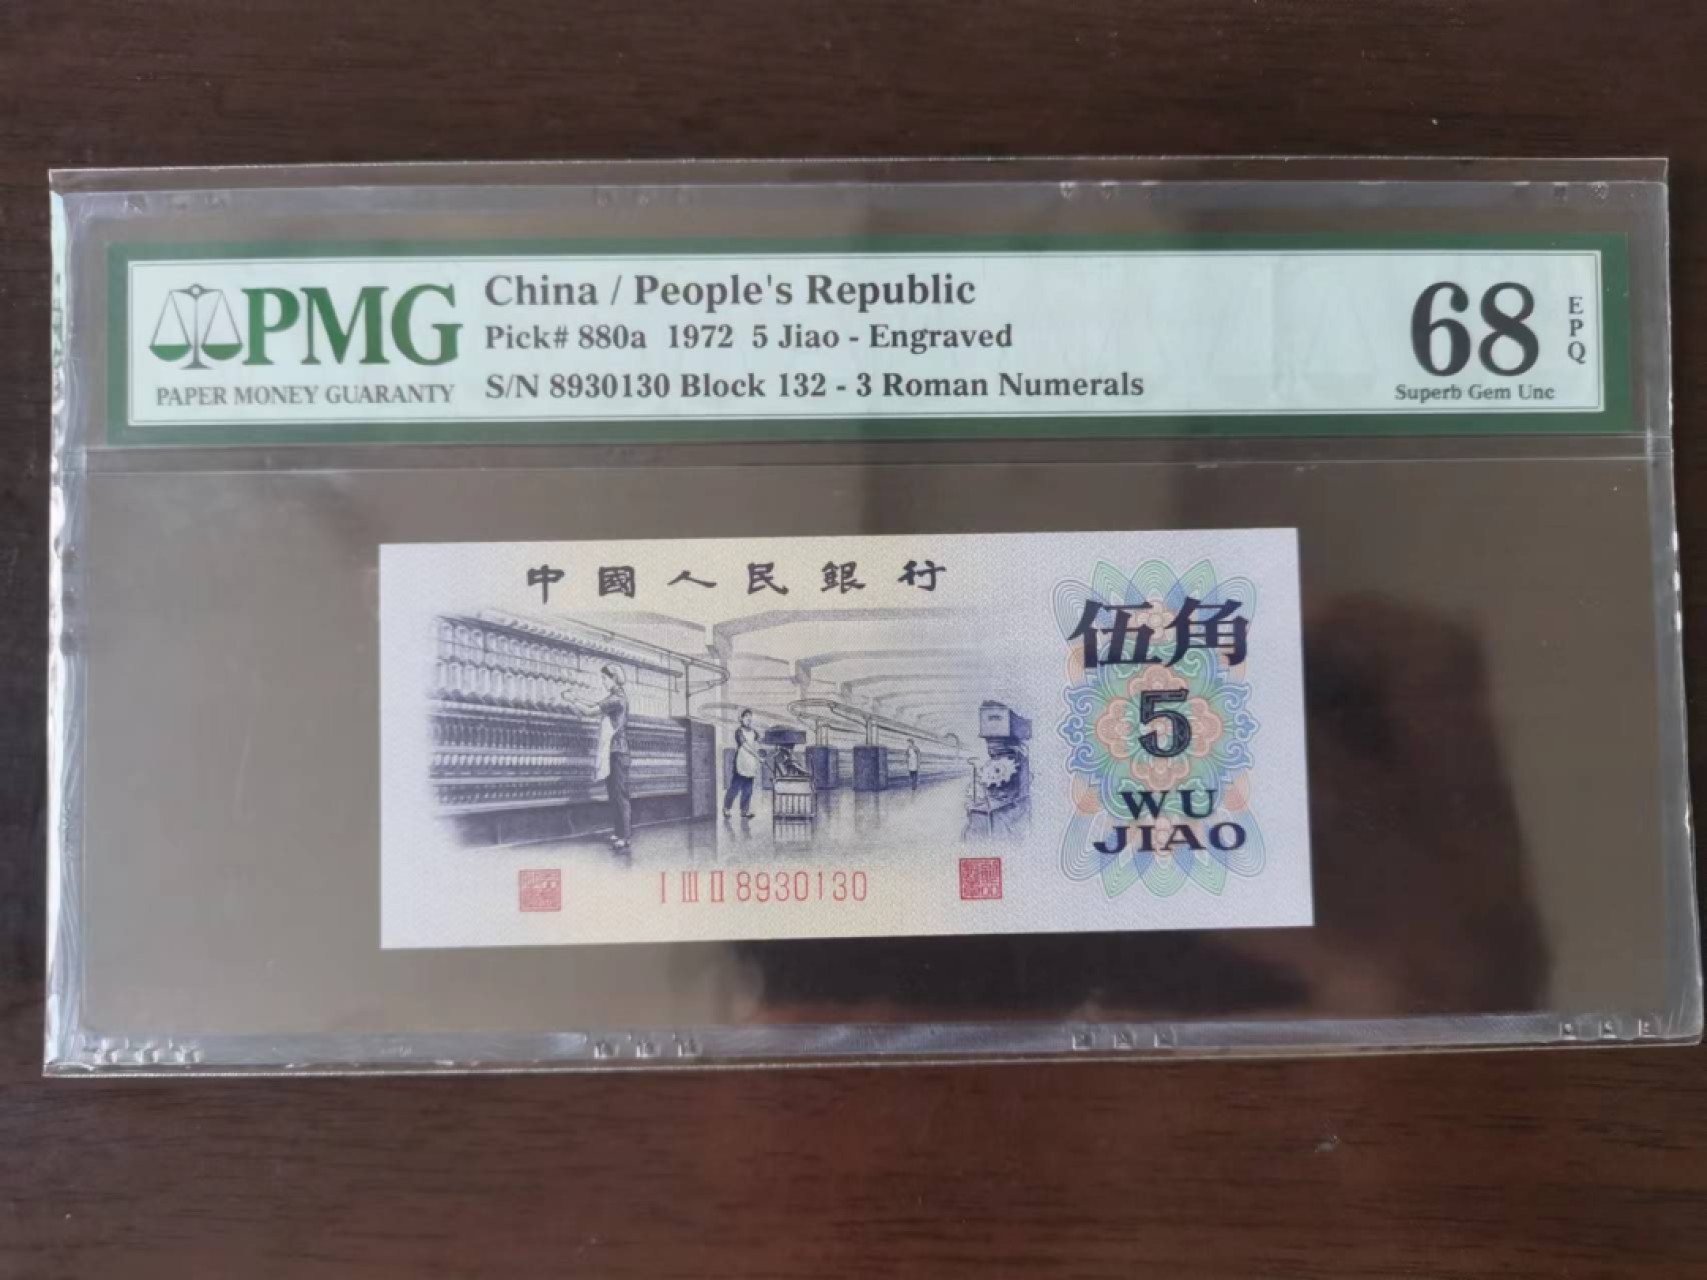 PMG
PAPER MONEY GUARANTY
China / People's Republic
Pick# 880a 1972 5 Jiao - Engraved
S/N 8930130 Block 132 - 3 Roman Numerals
68
EPQ
Superb Gem Unc
中國人民銀行
伍角
5
WU
JIAO
I III II 8930130